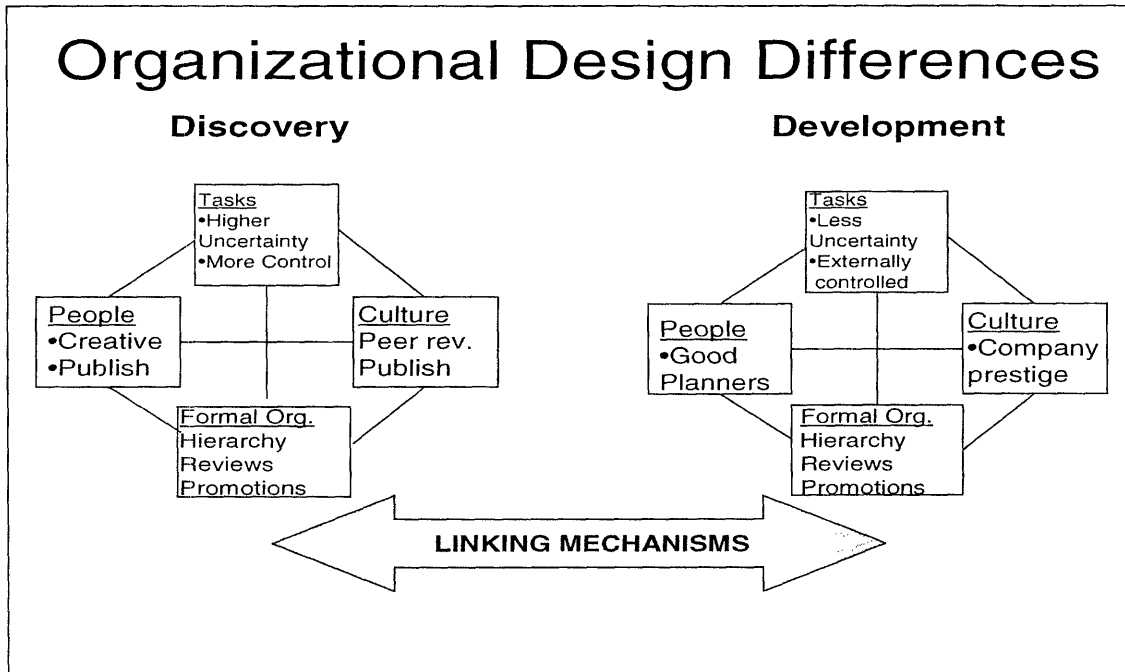 Organizational Design Differences
Discovery
Tasks
•Higher
Uncertainty
•More Control
People
•Creative
•Publish
Culture
Peer rev.
Publish
Formal Org.
Hierarchy
Reviews
Promotions
Development
Tasks
•Less
Uncertainty
•Externally
controlled
People
•Good
Planners
Culture
•Company
prestige
Formal Org.
Hierarchy
Reviews
Promotions
LINKING MECHANISMS